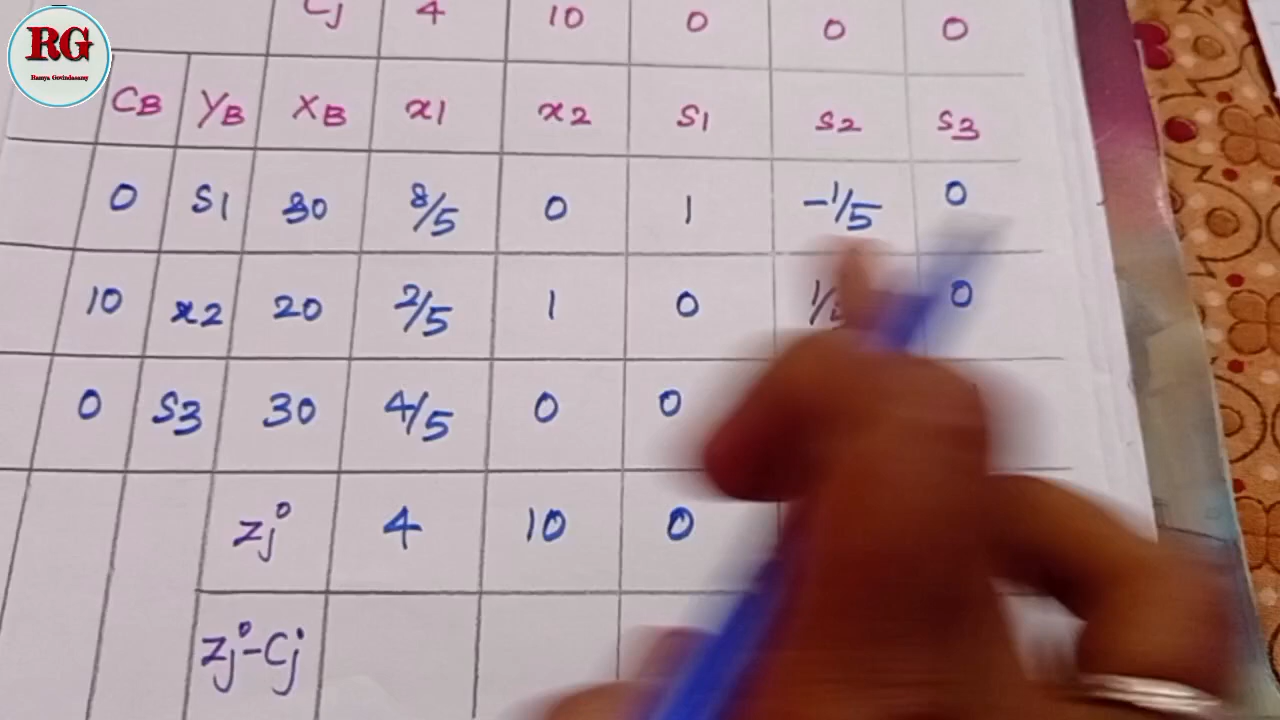 RG
Ramya Govindasamy
Cj 4 10 0 0 0
CB YB XB x1 x2 S1 S2 S3
0 S1 30 8/5 0 1 -1/5 0
10 x2 20 2/5 1 0 0
0 S3 30 4/5 0 0
Zj 4 10 0
Zj-Cj